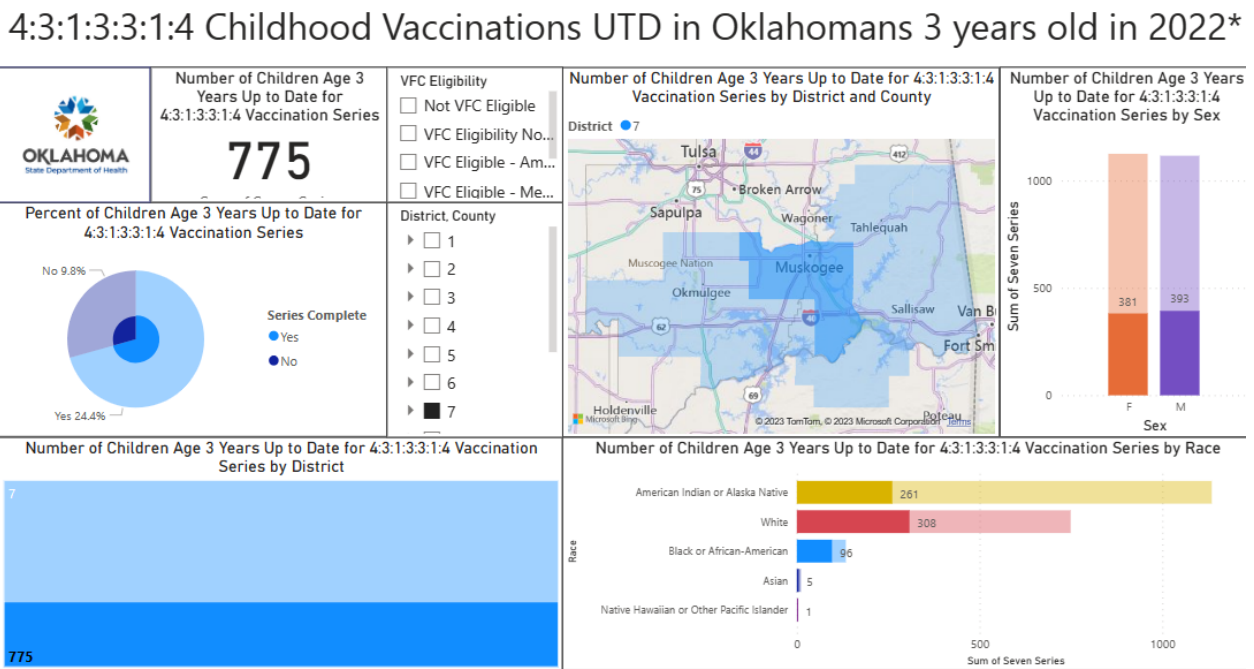 4:3:1:3:3:1:4 Childhood Vaccinations UTD in Oklahomans 3 years old in 2022*
OKLAHOMA
State Department of Health
Number of Children Age 3
Years Up to Date for
4:3:1:3:3:1:4 Vaccination Series
775
VFC Eligibility
Not VFC Eligible
VFC Eligibility No...
VFC Eligible - Am...
VFC Eligible - Me...
Number of Children Age 3 Years Up to Date for 4:3:1:3:3:1:4
Vaccination Series by District and County
District 7
Tulsa
44
412
75
Broken Arrow
Sapulpa
Wagoner
Tahlequah
Muscogee Nation
Muskogee
Okmulgee
Sallisaw
Van B
40
62
Fort Sm
69
Holdenville
Poteau
Microsoft Bing
© 2023 TomTom, © 2023 Microsoft Corporation Terms
Number of Children Age 3 Years
Up to Date for 4:3:1:3:3:1:4
Vaccination Series by Sex
Sum of Seven Series
1000
500
0
381
393
F
M
Sex
Percent of Children Age 3 Years Up to Date for
4:3:1:3:3:1:4 Vaccination Series
No 9.8%
Yes 24.4%
Series Complete
Yes
No
District, County
1
2
3
4
5
6
7
Number of Children Age 3 Years Up to Date for 4:3:1:3:3:1:4 Vaccination
Series by District
7
775
Number of Children Age 3 Years Up to Date for 4:3:1:3:3:1:4 Vaccination Series by Race
Race
American Indian or Alaska Native
261
White
308
Black or African-American
96
Asian
5
Native Hawaiian or Other Pacific Islander
1
0
500
1000
Sum of Seven Series